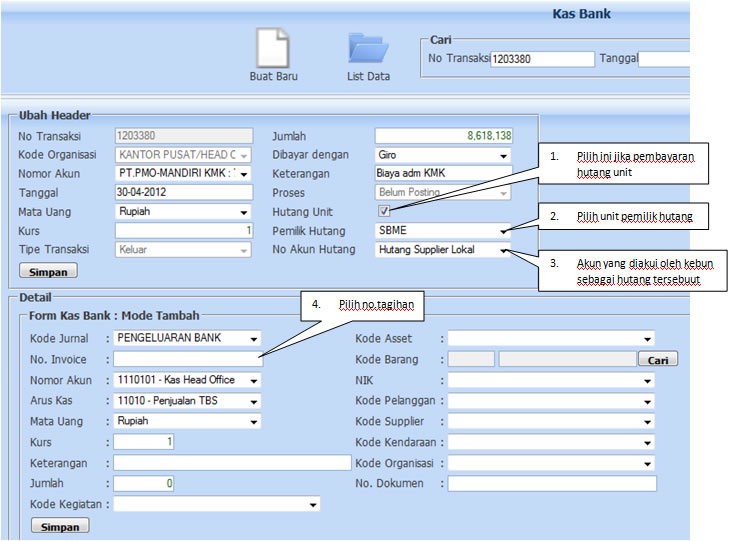 Kas Bank
Buat Baru
List Data
Cari
No Transaksi 1203380 Tanggal
Ubah Header
No Transaksi 1203380 Jumlah 8,618,138
Kode Organisasi KANTOR PUSAT/HEAD O Dibayar dengan Giro
Nomor Akun PT.PMO-MANDIRI KMK : Keterangan Biaya adm KMK
Tanggal 30-04-2012 Proses Belum Posting
Mata Uang Rupiah Hutang Unit
Kurs 1 Pemilik Hutang SBME
Tipe Transaksi Keluar No Akun Hutang Hutang Supplier Lokal
Simpan
1. Pilih ini jika pembayaran
hutang unit
2. Pilih unit pemilik hutang
3. Akun yang diakui oleh kebun
sebagai hutang tersebuut
4. Pilih no.tagihan
Detail
Form Kas Bank : Mode Tambah
Kode Jurnal : PENGELUARAN BANK Kode Asset :
No. Invoice : Kode Barang : Cari
Nomor Akun : 1110101 - Kas Head Office NIK :
Arus Kas : 11010 - Penjualan TBS Kode Pelanggan :
Mata Uang : Rupiah Kode Supplier :
Kurs : 1 Kode Kendaraan :
Keterangan : Kode Organisasi :
Jumlah : 0 No. Dokumen :
Kode Kegiatan :
Simpan